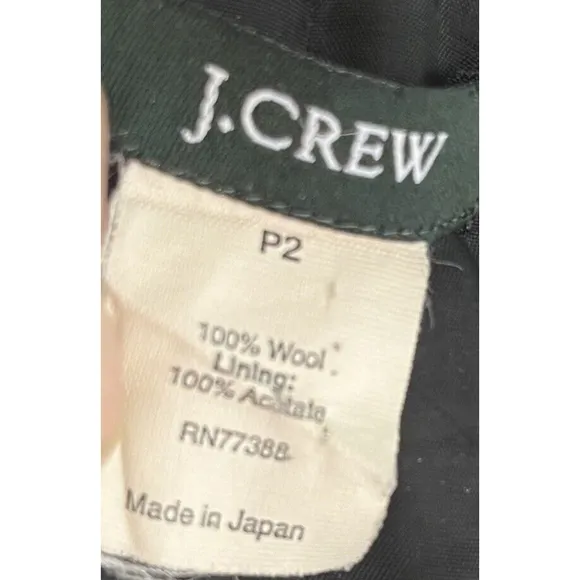 J.CREW
P2
100% Wool
Lining:
100% Acetate
RN77388
Made in Japan